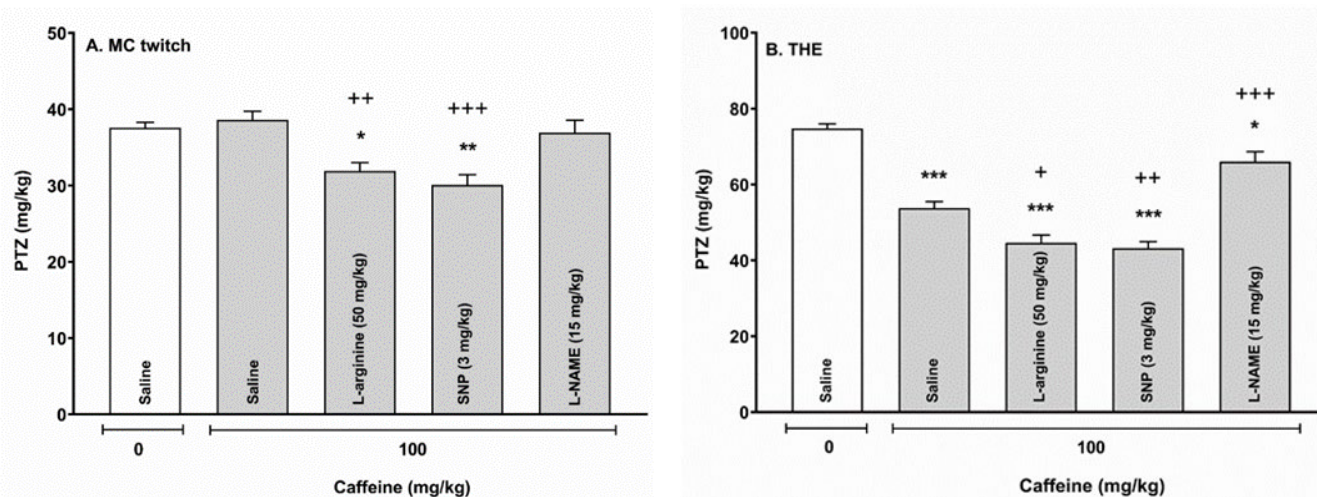 A. MC twitch
50
40
30
20
10
0
PTZ (mg/kg)
++
*
+++
**
Saline
Saline
L-arginine (50 mg/kg)
SNP (3 mg/kg)
L-NAME (15 mg/kg)
0
100
Caffeine (mg/kg)
B. THE
100
80
60
40
20
0
PTZ (mg/kg)
***
+
***
++
***
+++
*
Saline
Saline
L-arginine (50 mg/kg)
SNP (3 mg/kg)
L-NAME (15 mg/kg)
0
100
Caffeine (mg/kg)